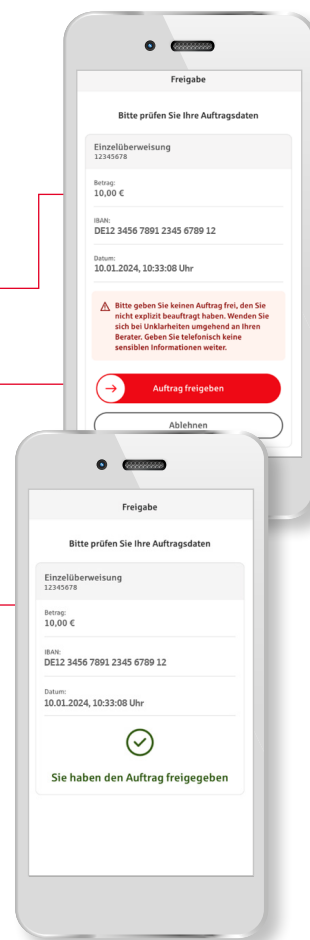 Freigabe
Bitte prüfen Sie Ihre Auftragsdaten
Einzelüberweisung
12345678
Betrag:
10,00 €
IBAN:
DE12 3456 7891 2345 6789 12
Datum:
10.01.2024, 10:33:08 Uhr
Bitte geben Sie keinen Auftrag frei, den Sie
nicht explizit beauftragt haben. Wenden Sie
sich bei Unklarheiten umgehend an Ihren
Berater. Geben Sie telefonisch keine
sensiblen Informationen weiter.
Auftrag freigeben
Ablehnen
Freigabe
Bitte prüfen Sie Ihre Auftragsdaten
Einzelüberweisung
12345678
Betrag:
10,00 €
IBAN:
DE12 3456 7891 2345 6789 12
Datum:
10.01.2024, 10:33:08 Uhr
Sie haben den Auftrag freigegeben